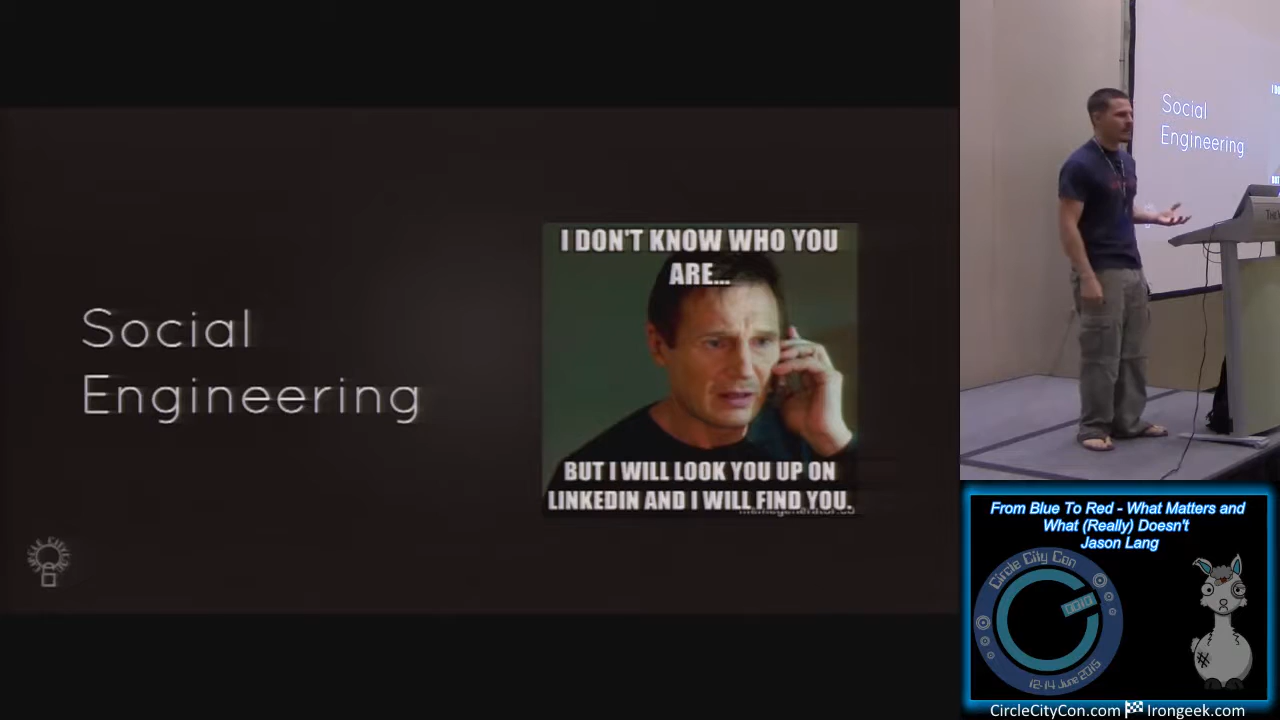 Social
Engineering
I DON'T KNOW WHO YOU
ARE...
BUT I WILL LOOK YOU UP ON
LINKEDIN AND I WILL FIND YOU.
memegenerator.co
Social
Engineering
From Blue To Red - What Matters and
What (Really) Doesn't
Jason Lang
Circle City Con
12-14 June 2015
CircleCityCon.com Irongeek.com